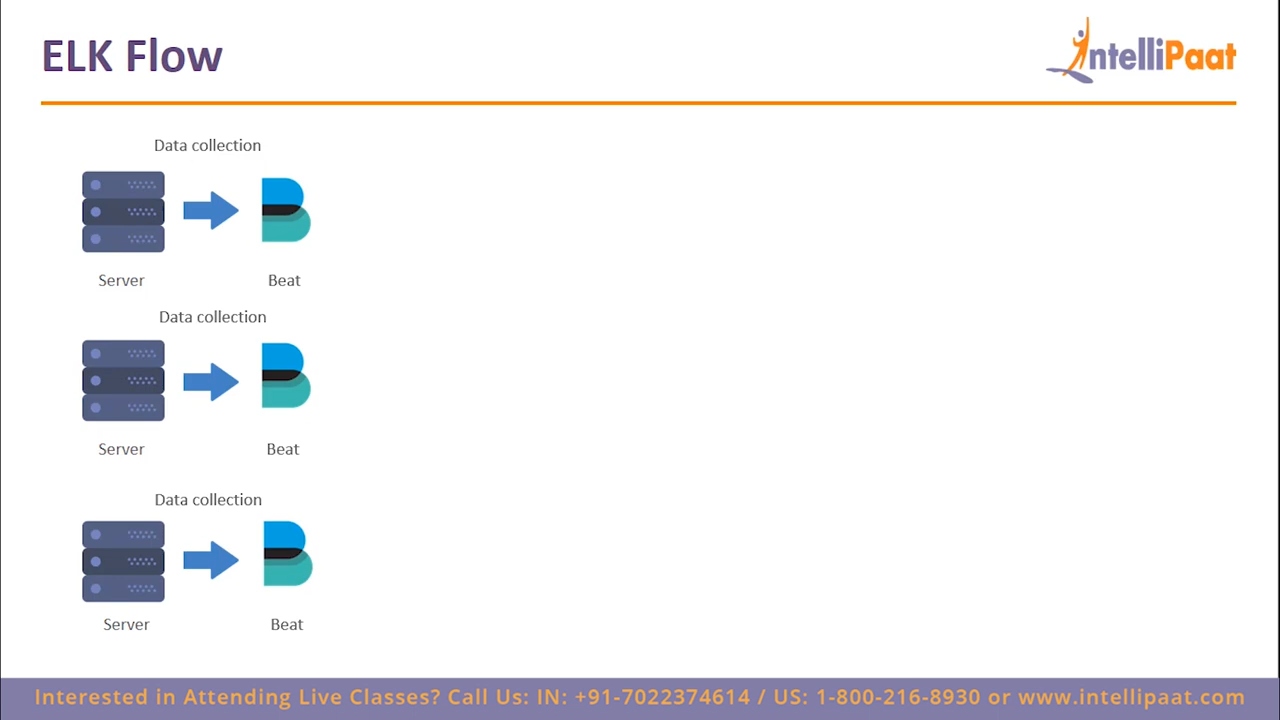 ELK Flow
IntelliPaat
Data collection
Server
Beat
Data collection
Server
Beat
Data collection
Server
Beat
Interested in Attending Live Classes? Call Us: IN: +91-7022374614 / US: 1-800-216-8930 or www.intellipaat.com